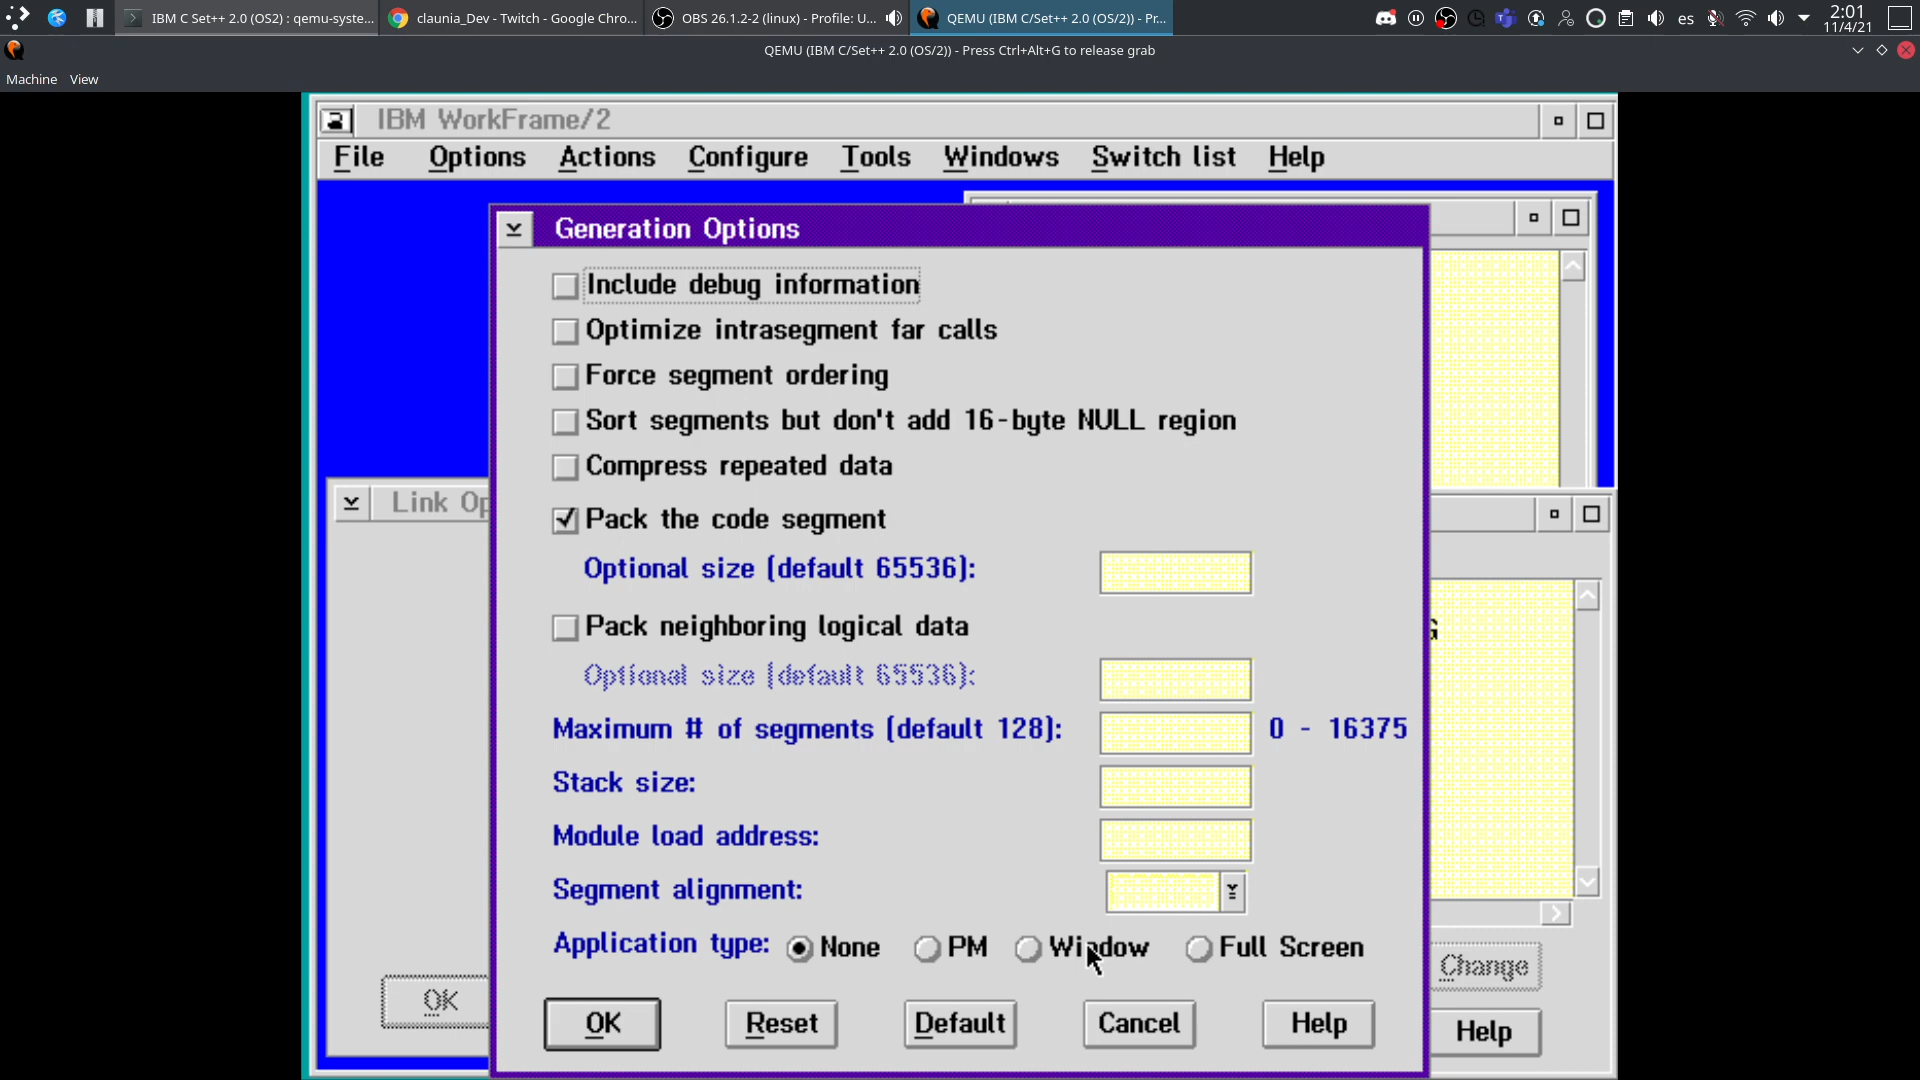 IBM C Set++ 2.0 (OS2) : qemu-syste...
claunia_Dev - Twitch - Google Chro...
OBS 26.1.2-2 (linux) - Profile: U...
QEMU (IBM C/Set++ 2.0 (OS/2)) - Pr...
es
2:01
11/4/21
QEMU (IBM C/Set++ 2.0 (OS/2)) - Press Ctrl+Alt+G to release grab
Machine View
IBM WorkFrame/2
File Options Actions Configure Tools Windows Switch list Help
Generation Options
Include debug information
Optimize intrasegment far calls
Force segment ordering
Sort segments but don't add 16-byte NULL region
Compress repeated data
Link Op
Pack the code segment
Optional size (default 65536):
Pack neighboring logical data
Optional size (default 65536):
Maximum # of segments (default 128): 0 - 16375
Stack size:
Module load address:
Segment alignment:
Application type: None PM Window Full Screen
Change
OK
OK Reset Default Cancel Help
Help